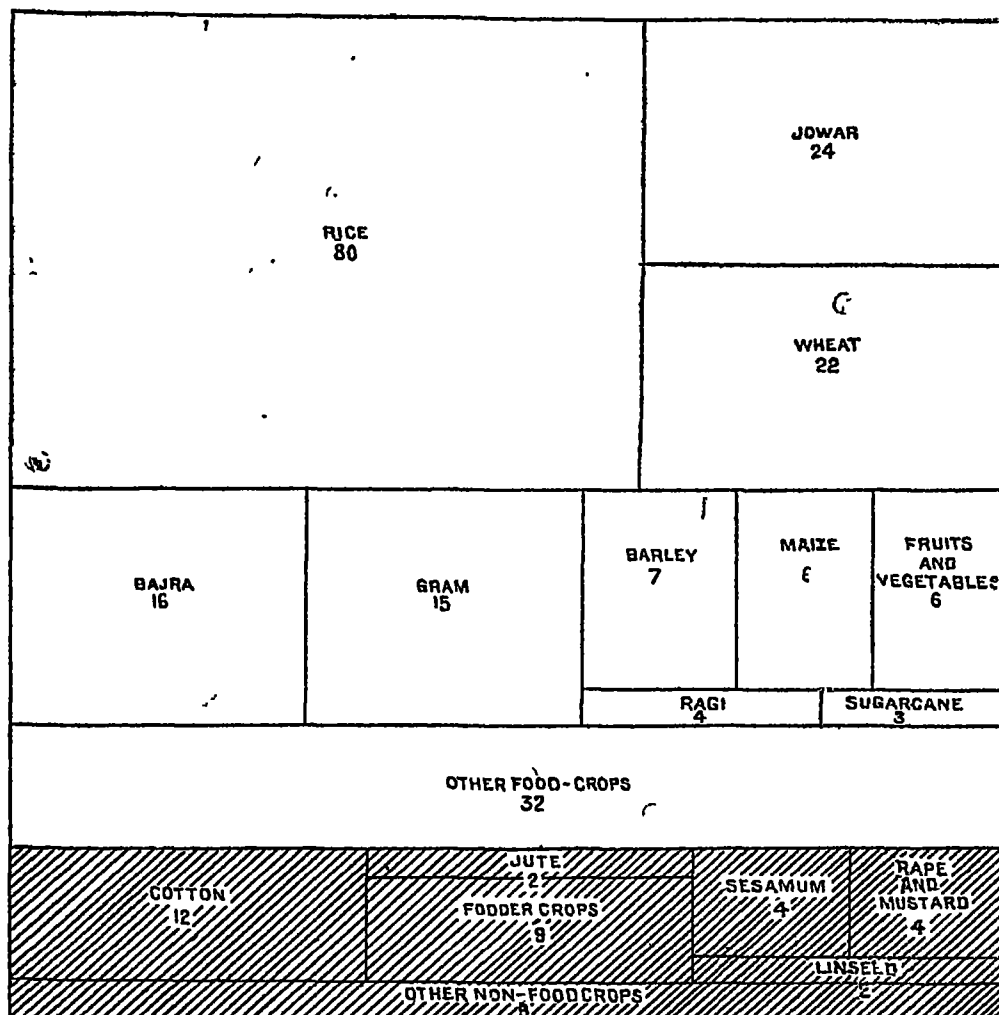 RICE
80
JOWAR
24
WHEAT
22
BAJRA
16
GRAM
15
BARLEY
7
MAIZE
FRUITS
AND
VEGETABLES
6
RAGI
4
SUGARCANE
3
OTHER FOOD-CROPS
32
COTTON
12
JUTE
2
FODDER CROPS
9
SESAMUM
4
RAPE
AND
MUSTARD
4
LINSEED
OTHER NON-FOODCROPS